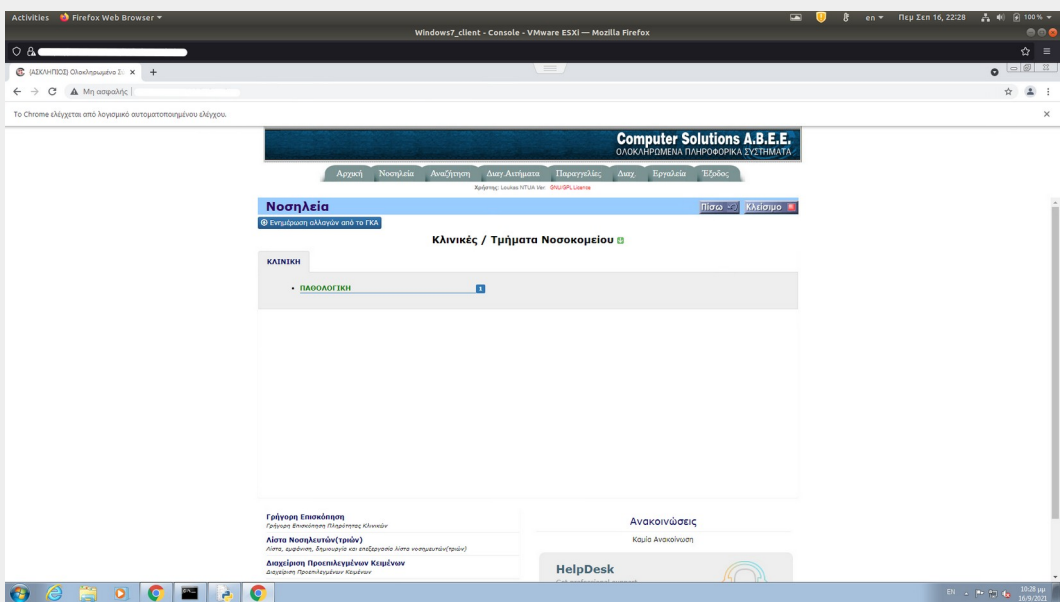 Activities Firefox Web Browser en Πεμ Σεπ 16, 22:28 100 %
Windows7_client - Console - VMware ESXi — Mozilla Firefox
(ΑΣΚΛΗΠΙΟΣ) Ολοκληρωμένο
Μη ασφαλής
Το Chrome ελέγχεται από λογισμικό αυτοματοποιημένου ελέγχου.
Computer Solutions A.B.E.E.
ΟΛΟΚΛΗΡΩΜΕΝΑ ΠΛΗΡΟΦΟΡΙΚΑ ΣΥΣΤΗΜΑΤΑ
Αρχική Νοσηλεία Αναζήτηση Διαγ.Αιτήματα Παραγγελίες Διαχ. Εργαλεία Έξοδος
Χρήστης: Loukas NTUA Ver GNU/GPL License
Νοσηλεία Πίσω Κλείσιμο
Ενημέρωση αλλαγών από το ΓΚΑ
Κλινικές / Τμήματα Νοσοκομείου
ΚΛΙΝΙΚΗ
• ΠΑΘΟΛΟΓΙΚΗ 1
Γρήγορη Επισκόπηση
Γρήγορη Επισκόπηση Πληρότητας Κλινικών
Λίστα Νοσηλευτών(τριών)
Λίστα, εμφάνιση, δημιουργία και επεξεργασία λίστα νοσηλευτών(τριών)
Διαχείριση Προεπιλεγμένων Κειμένων
Διαχείριση Προεπιλεγμένων Κειμένων
Ανακοινώσεις
Καμία Ανακοίνωση
HelpDesk
EN 10:28 μμ
16/9/2021